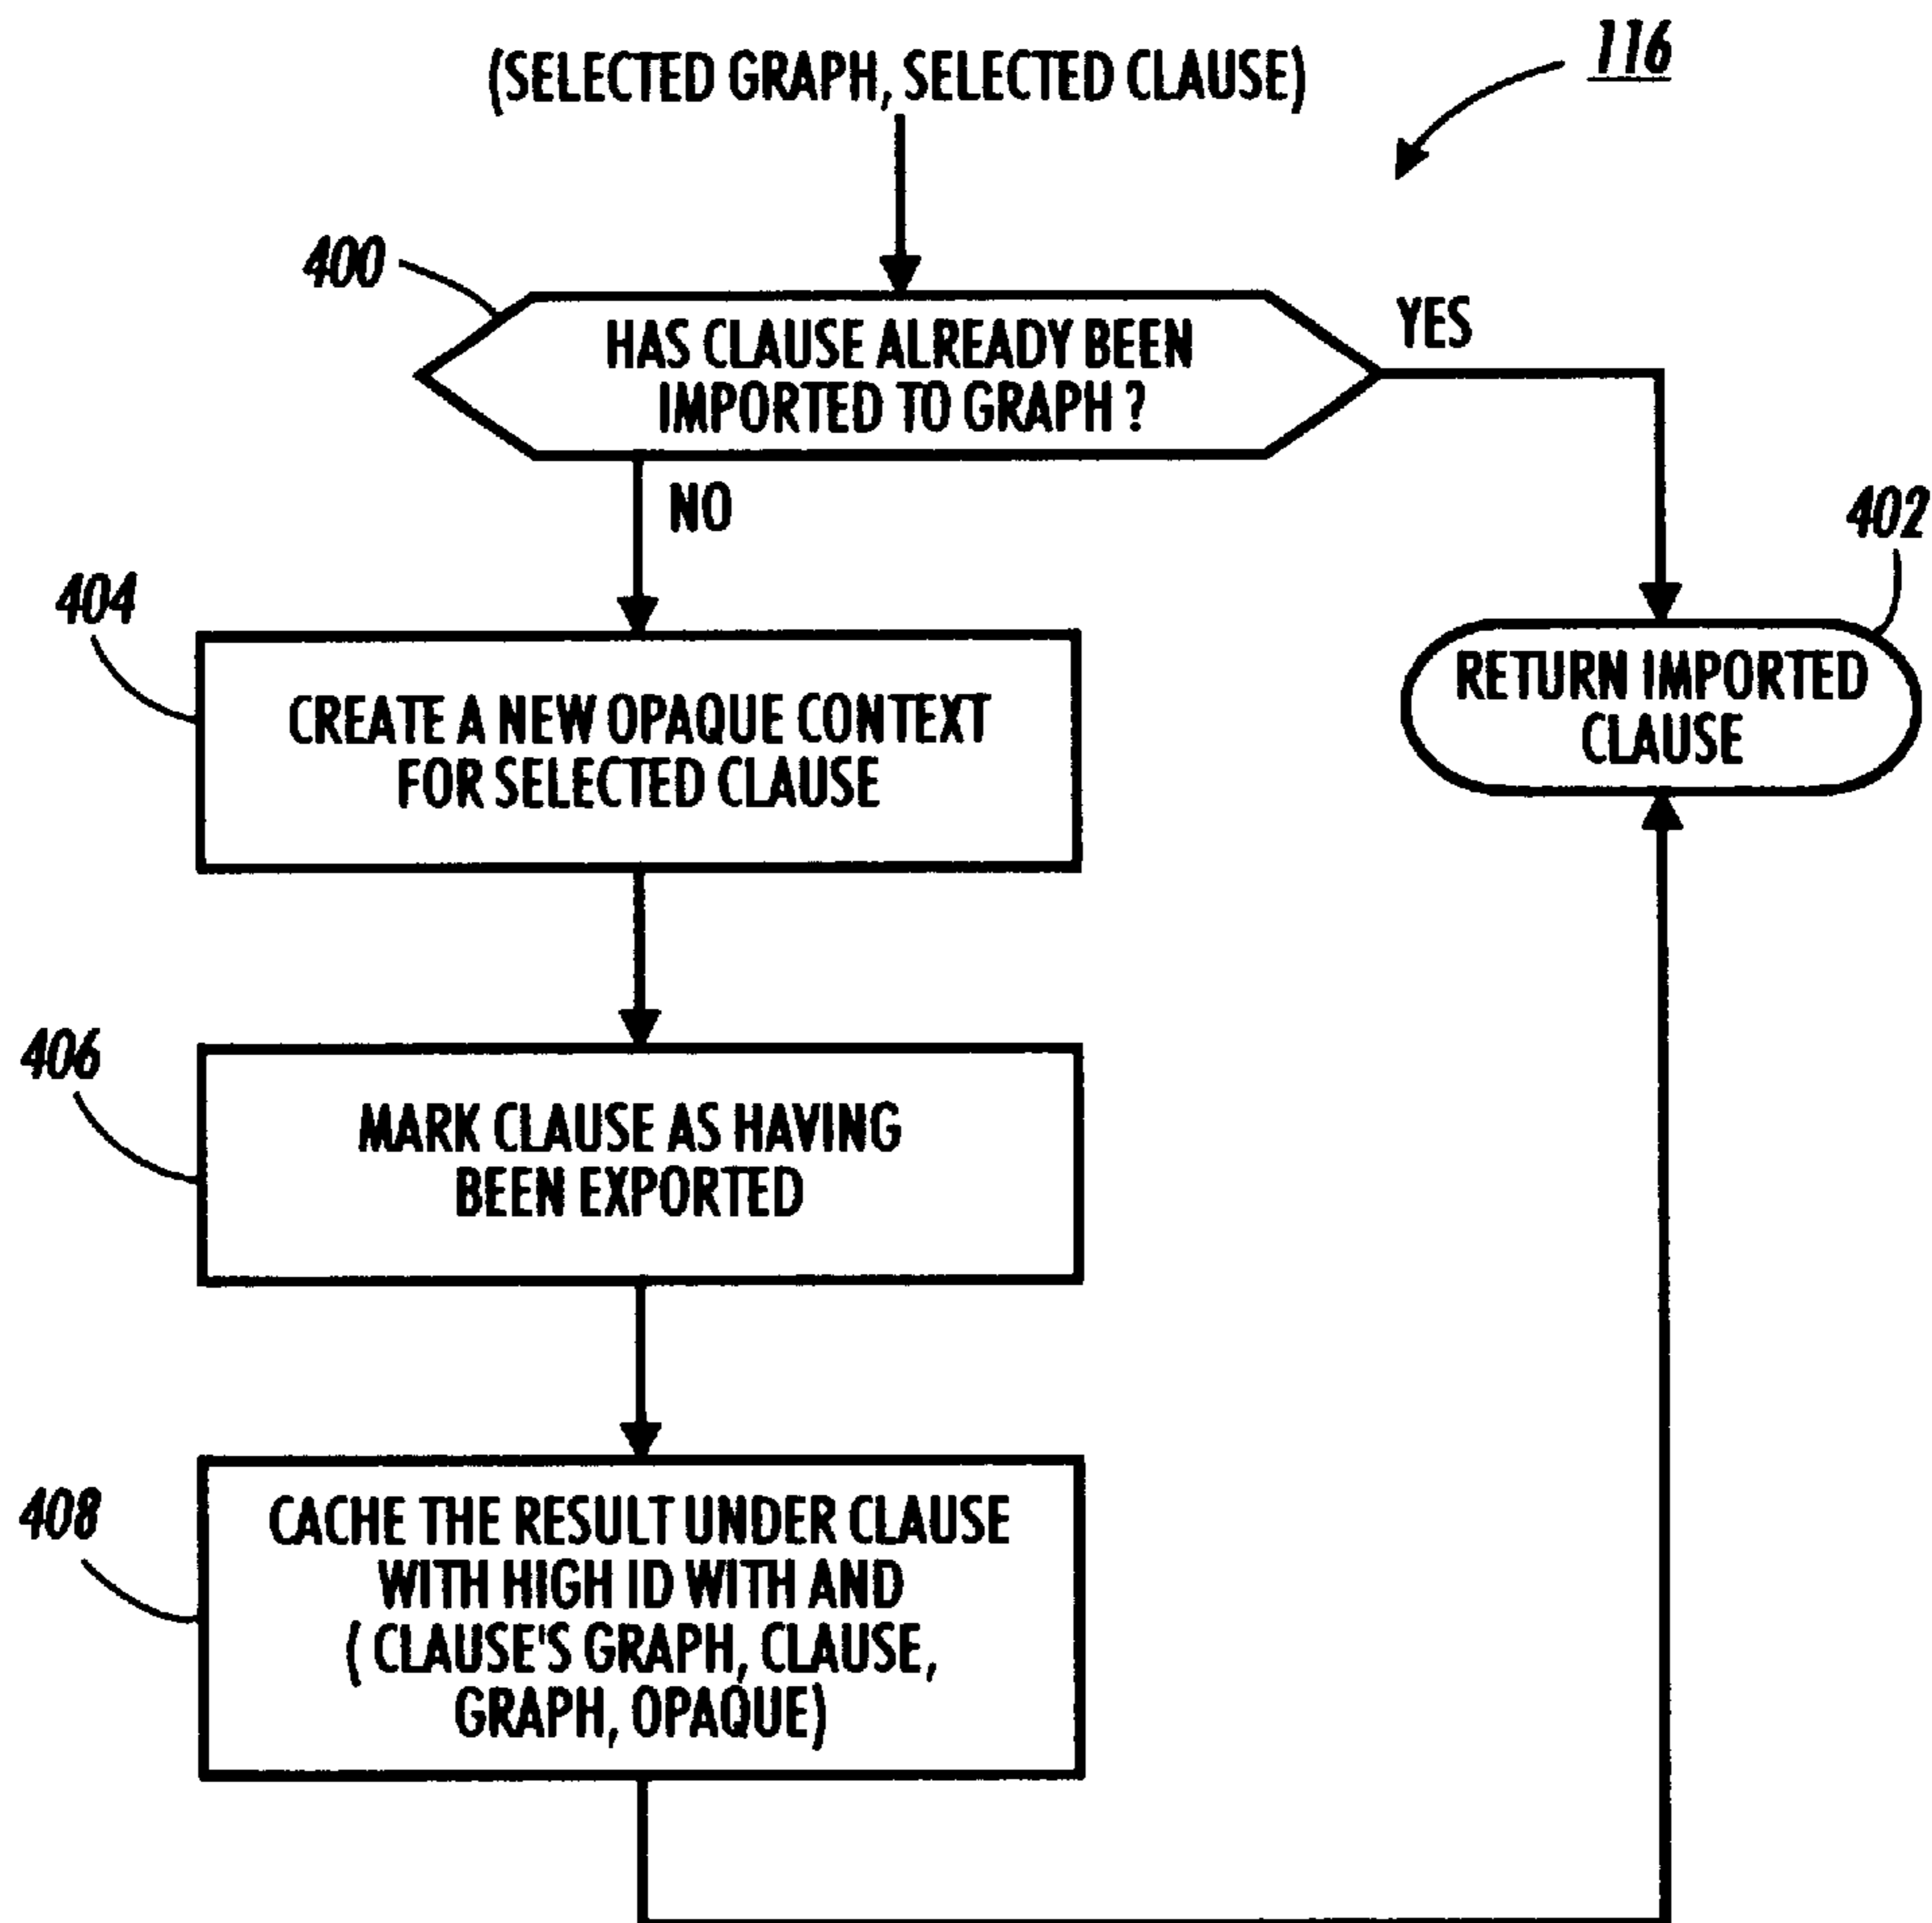 116
(SELECTED GRAPH, SELECTED CLAUSE)
400
HAS CLAUSE ALREADY BEEN
IMPORTED TO GRAPH ?
YES
NO
402
RETURN IMPORTED
CLAUSE
404
CREATE A NEW OPAQUE CONTEXT
FOR SELECTED CLAUSE
406
MARK CLAUSE AS HAVING
BEEN EXPORTED
408
CACHE THE RESULT UNDER CLAUSE
WITH HIGH ID WITH AND
( CLAUSE'S GRAPH, CLAUSE,
GRAPH, OPAQUE)